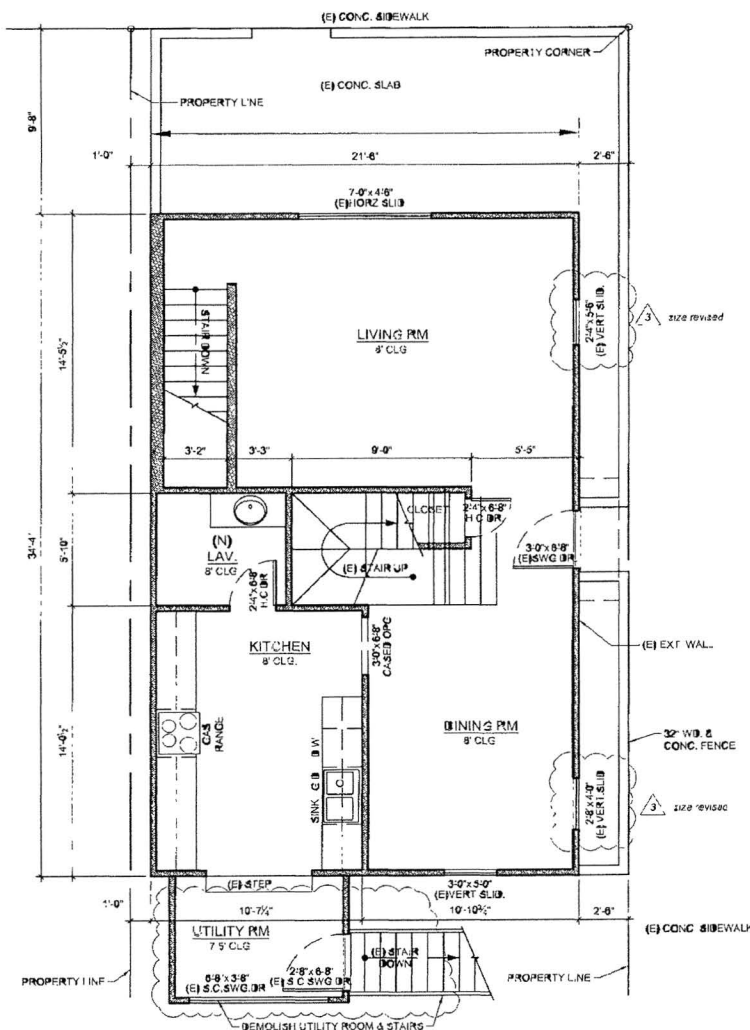 (E) CONC. SIDEWALK
PROPERTY CORNER
(E) CONC. SLAB
PROPERTY LINE
9'-8"
1'-0"
21'-6"
2'-6"
7'-0"x 4'-6"
(E)HORZ SLID
STAIR DOWN
LIVING RM
8' CLG
2'-4"x 5'-6"
(E) VERT SLID.
3 size revised
14'-5½"
34'-4"
3'-2"
3'-3"
9'-0"
5'-5"
5'-10"
(N)
LAV.
8' CLG
CLOSET
2'-4"x 6'-8"
H.C DR.
(E) STAIR UP
3'-0"x 6'-8"
(E)SWG DR
2'-4"x 6'-8"
H.C DR
KITCHEN
8' CLG.
3'-0"x 6'-8"
CASED OPG
(E) EXT WALL
GAS
RANGE
DINING RM
8' CLG
32" WD. &
CONC. FENCE
14'-0½"
SINK G D D W
2'-8"x 4'-0"
(E) VERT.SLID
3 size revised
(E) STEP
3'-0"x5'-0"
(E)VERT SLID.
1'-0"
10'-7¼"
10'-10¾"
2'-6"
(E) CONC SIDEWALK
UTILITY RM
7 5' CLG
(E) STAIR
DOWN
6'-8"x 3'-8"
(E) S.C.SWG.DR
2'-8"x 6'-8"
(E) S.C SWG DR
PROPERTY LINE
PROPERTY LINE
DEMOLISH UTILITY ROOM & STAIRS